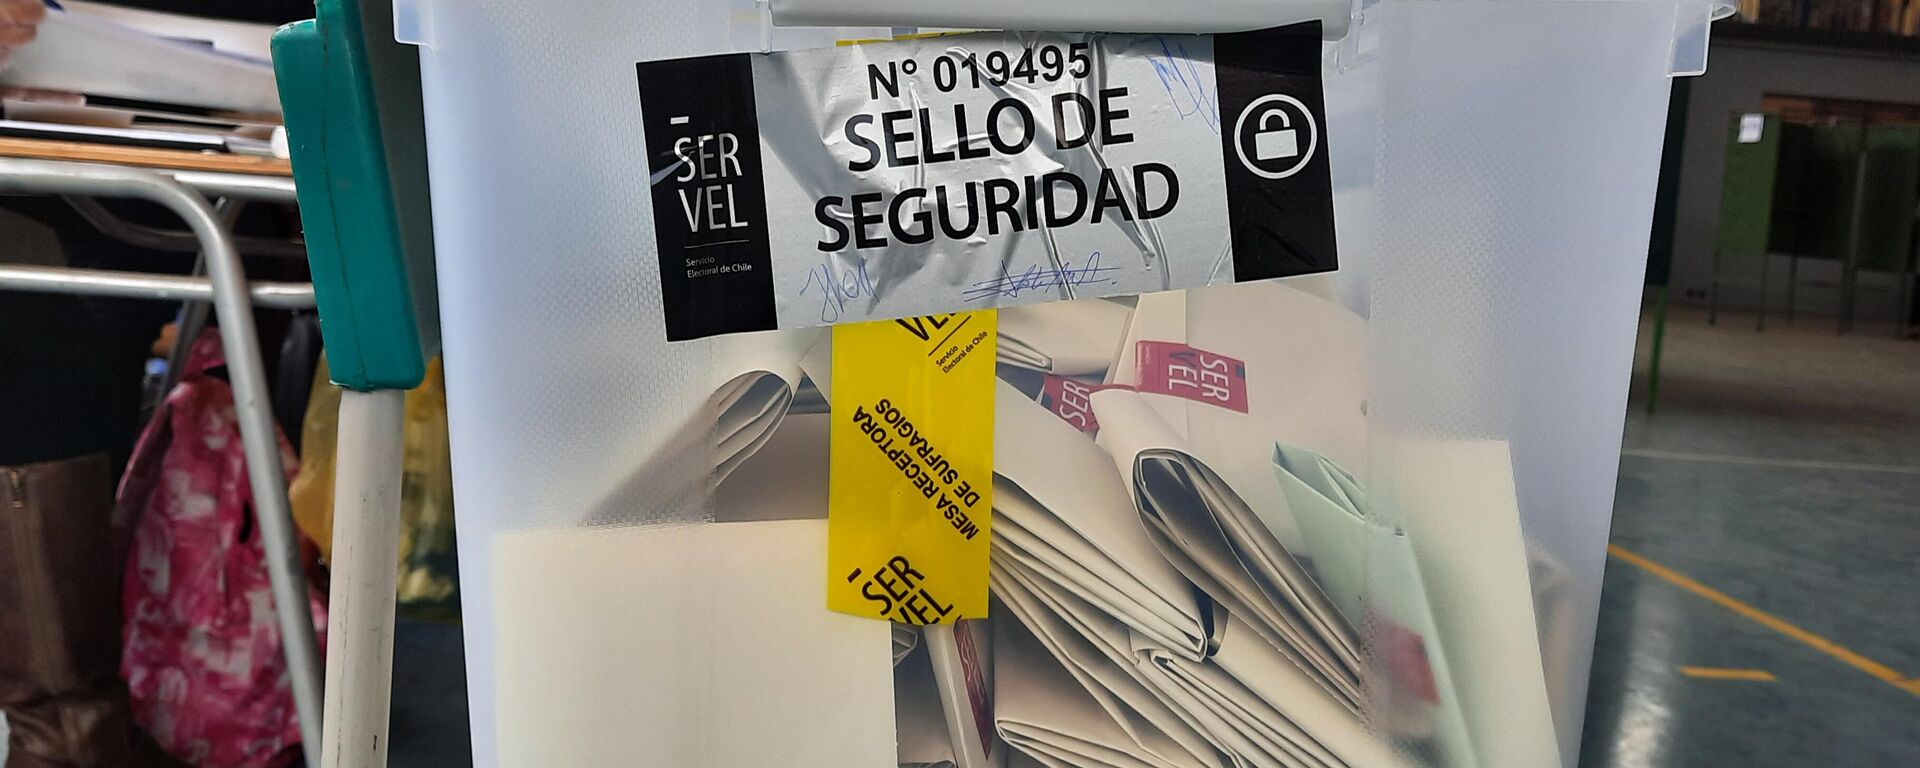 N° 019495
SELLO DE
SEGURIDAD
SER
VEL
Servicio
Electoral de Chile
VEL
Servicio
Electoral de Chile
MESA RECEPTORA
DE SUFRAGIOS
SER
VEL
SER
SER
VEL